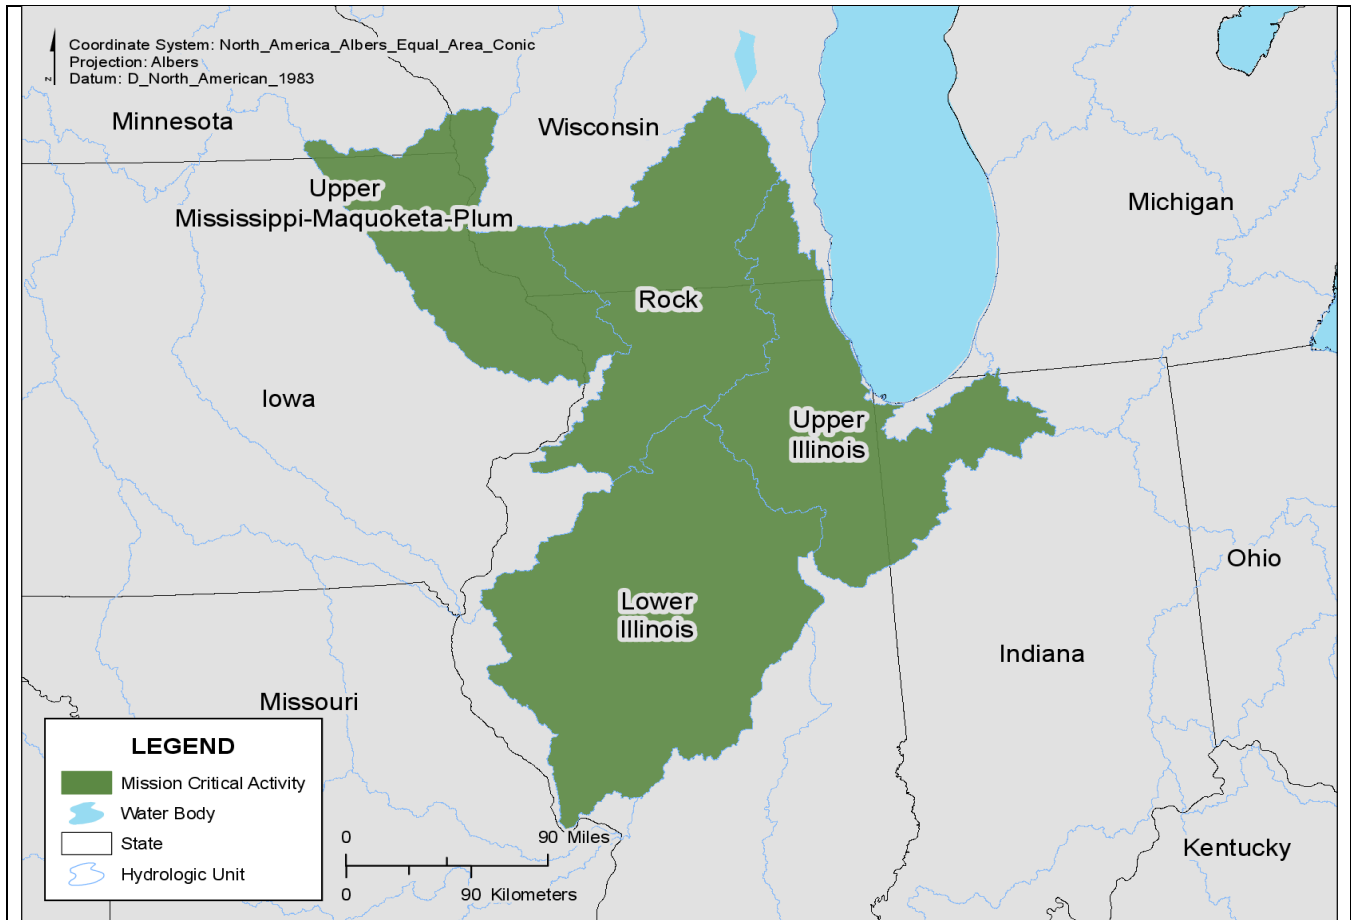 Coordinate System: North_America_Albers_Equal_Area_Conic
Projection: Albers
Datum: D_North_American_1983
z
Minnesota
Wisconsin
Upper
Mississippi-Maquoketa-Plum
Michigan
Rock
Iowa
Upper
Illinois
Ohio
Lower
Illinois
Indiana
Missouri
Kentucky
LEGEND
Mission Critical Activity
Water Body
State
Hydrologic Unit
0 90 Miles
0 90 Kilometers